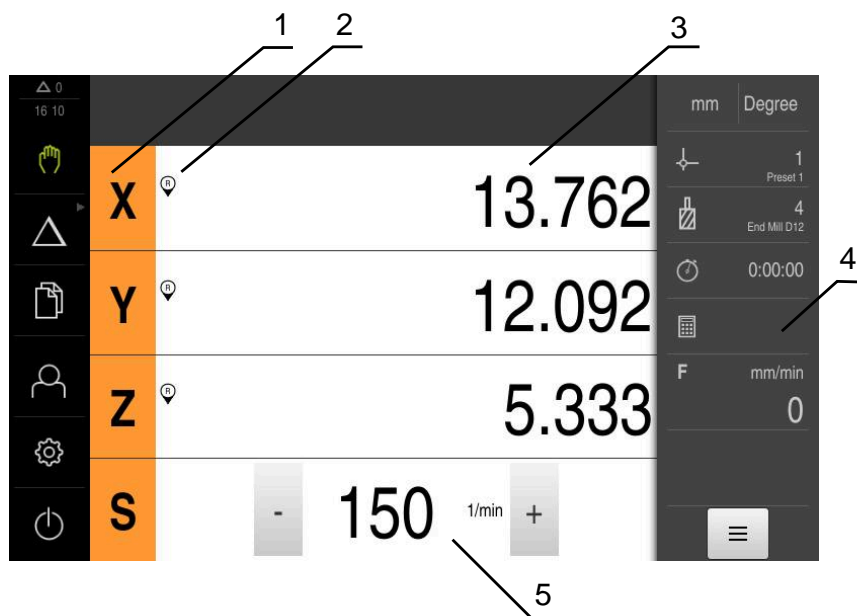 1 2 3
△ 0
16 10
mm Degree
X R 13.762
1
Preset 1
4
End Mill D12
Y R 12.092
0:00:00
4
Z R 5.333
F mm/min
0
S - 150 1/min +
5